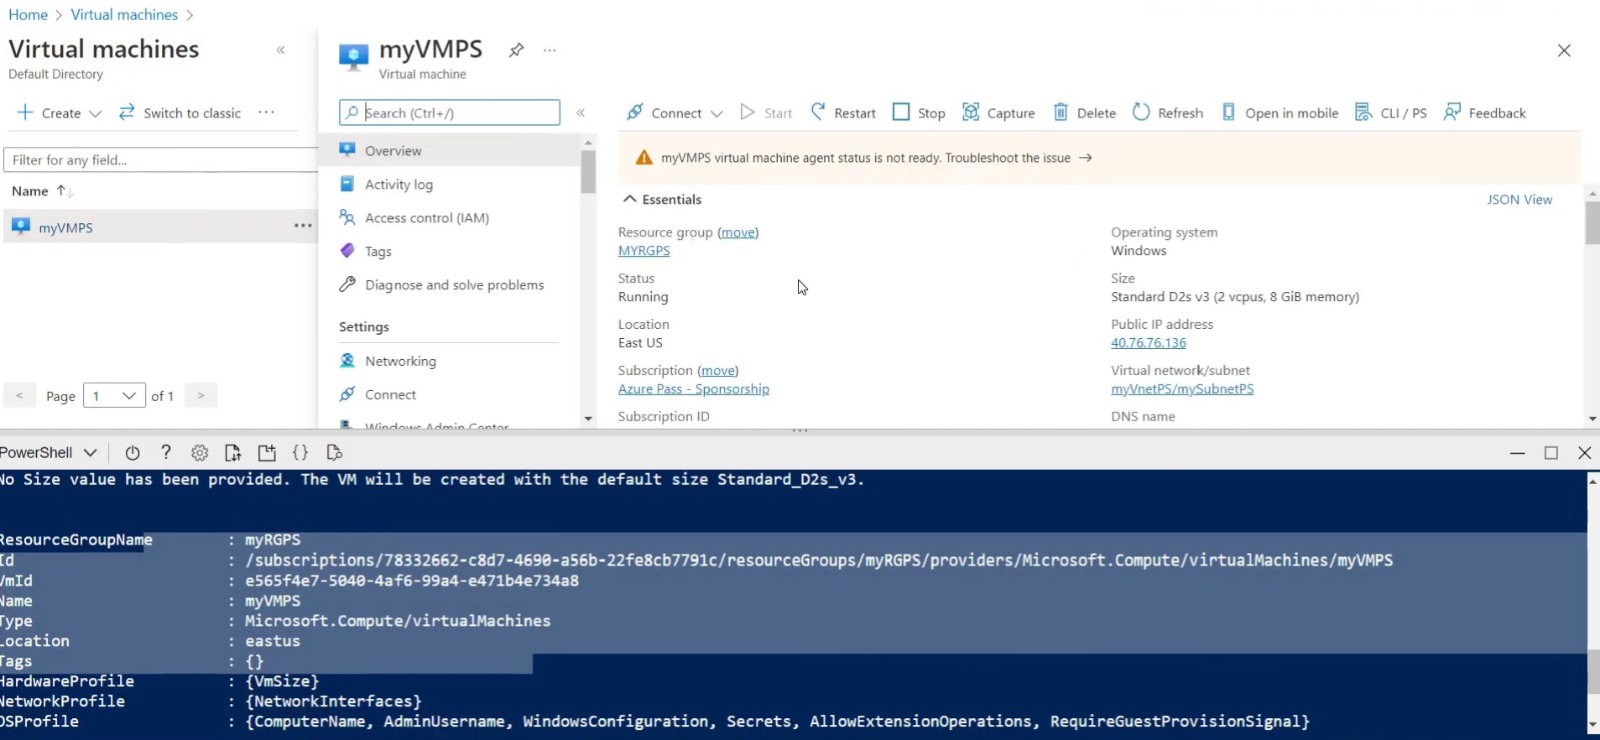 Home > Virtual machines >
Virtual machines «
Default Directory
+ Create Switch to classic ...
Filter for any field...
Name ↑↓
myVMPS ...
< Page 1 of 1 >
myVMPS ...
Virtual machine
Search (Ctrl+/) «
Overview
Activity log
Access control (IAM)
Tags
Diagnose and solve problems
Settings
Networking
Connect
Windows Admin Center
Connect Start Restart Stop Capture Delete Refresh Open in mobile CLI / PS Feedback
myVMPS virtual machine agent status is not ready. Troubleshoot the issue →
Essentials JSON View
Resource group (move)
MYRGPS
Status
Running
Location
East US
Subscription (move)
Azure Pass - Sponsorship
Subscription ID
Operating system
Windows
Size
Standard D2s v3 (2 vcpus, 8 GiB memory)
Public IP address
40.76.76.136
Virtual network/subnet
myVnetPS/mySubnetPS
DNS name
PowerShell ? {}
No Size value has been provided. The VM will be created with the default size Standard_D2s_v3.
ResourceGroupName : myRGPS
Id : /subscriptions/78332662-c8d7-4690-a56b-22fe8cb7791c/resourceGroups/myRGPS/providers/Microsoft.Compute/virtualMachines/myVMPS
VmId : e565f4e7-5040-4af6-99a4-e471b4e734a8
Name : myVMPS
Type : Microsoft.Compute/virtualMachines
Location : eastus
Tags : {}
HardwareProfile : {VmSize}
NetworkProfile : {NetworkInterfaces}
OSProfile : {ComputerName, AdminUsername, WindowsConfiguration, Secrets, AllowExtensionOperations, RequireGuestProvisionSignal}